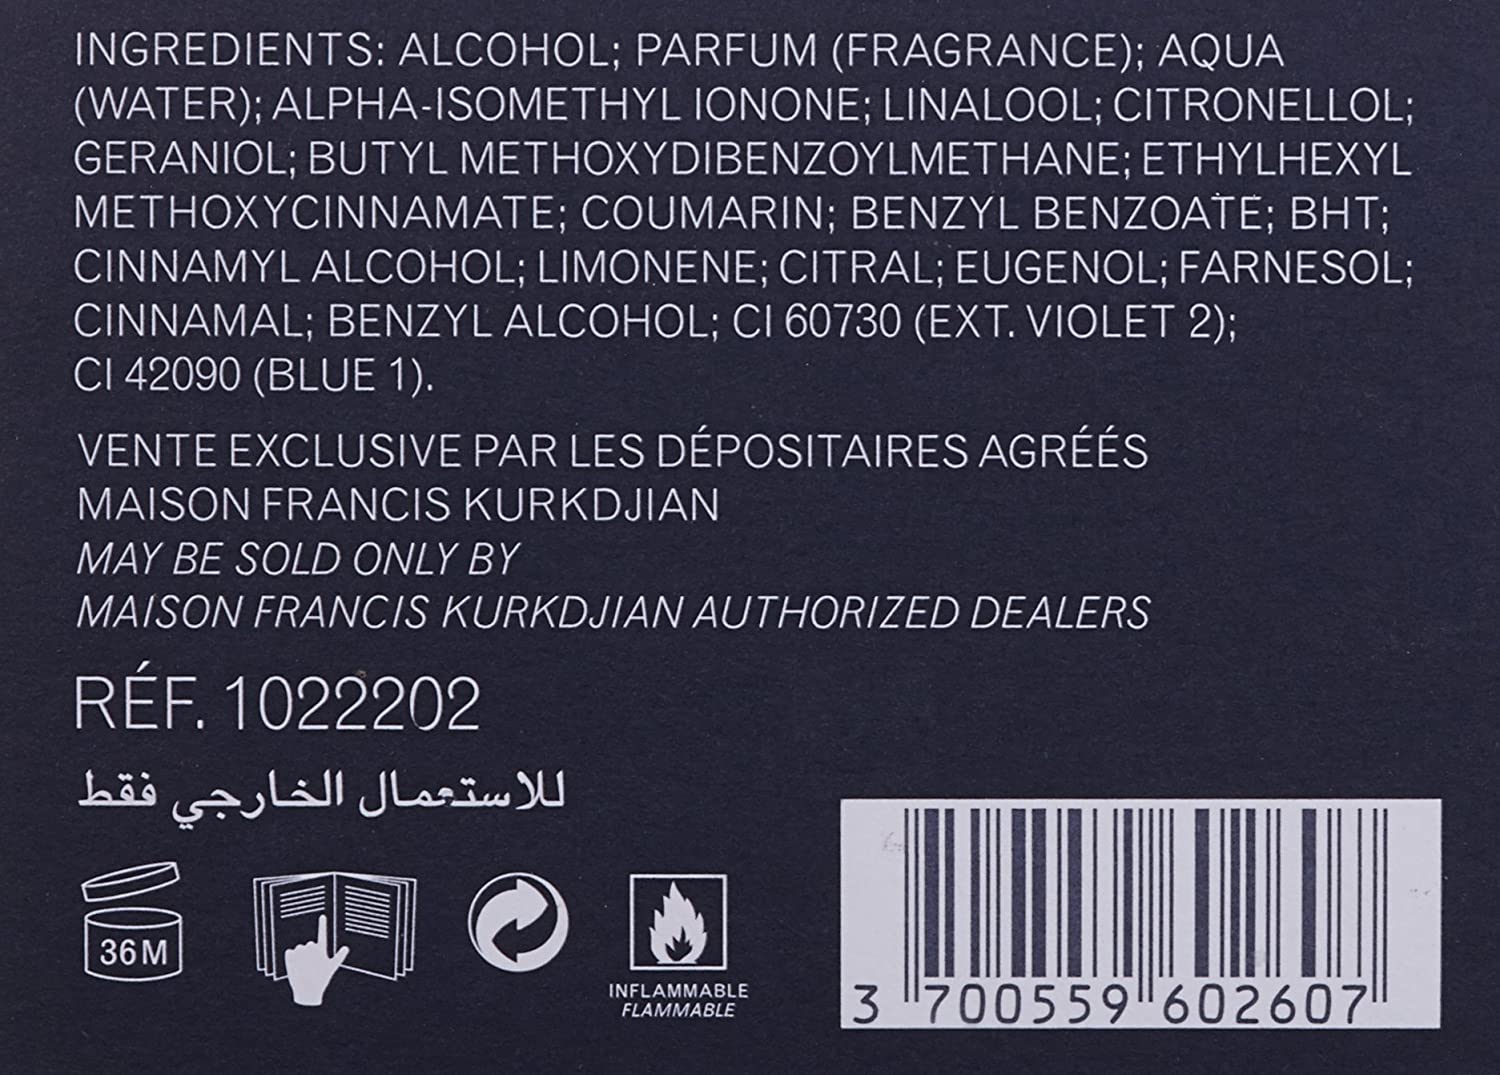 INGREDIENTS: ALCOHOL; PARFUM (FRAGRANCE); AQUA
(WATER); ALPHA-ISOMETHYL IONONE; LINALOOL; CITRONELLOL;
GERANIOL; BUTYL METHOXYDIBENZOYLMETHANE; ETHYLHEXYL
METHOXYCINNAMATE; COUMARIN; BENZYL BENZOATE; BHT;
CINNAMYL ALCOHOL; LIMONENE; CITRAL; EUGENOL; FARNESOL;
CINNAMAL; BENZYL ALCOHOL; CI 60730 (EXT. VIOLET 2);
CI 42090 (BLUE 1).
VENTE EXCLUSIVE PAR LES DÉPOSITAIRES AGRÉÉS
MAISON FRANCIS KURKDJIAN
MAY BE SOLD ONLY BY
MAISON FRANCIS KURKDJIAN AUTHORIZED DEALERS
RÉF. 1022202
للاستعمال الخارجي فقط
36M
INFLAMMABLE
FLAMMABLE
3 700559 602607